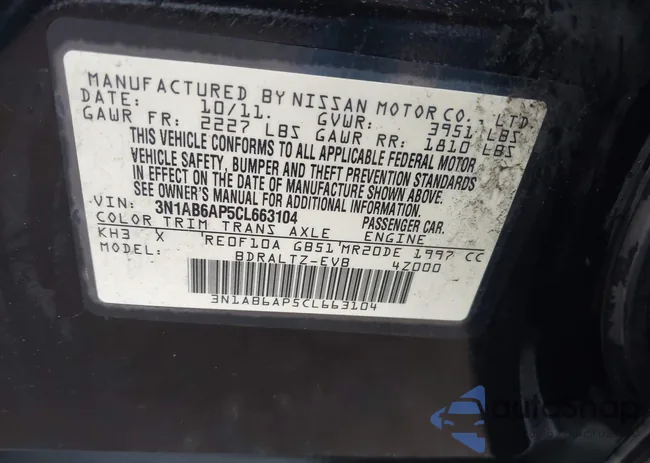 MANUFACTURED BY NISSAN MOTOR CO., LTD.
DATE: 10/11. GVWR: 3951 LBS
GAWR FR: 2227 LBS GAWR RR: 1810 LBS
THIS VEHICLE CONFORMS TO ALL APPLICABLE FEDERAL MOTOR
VEHICLE SAFETY, BUMPER AND THEFT PREVENTION STANDARDS
IN EFFECT ON THE DATE OF MANUFACTURE SHOWN ABOVE.
SEE OWNER'S MANUAL FOR ADDITIONAL INFORMATION.
VIN: 3N1AB6AP5CL663104 PASSENGER CAR.
COLOR TRIM TRANS AXLE ENGINE
KH3 X RE0F10A GB51 MR20DE 1997 CC
MODEL: BDRALTZ-EVB 4Z000
3N1AB6AP5CL663104
autoSnap